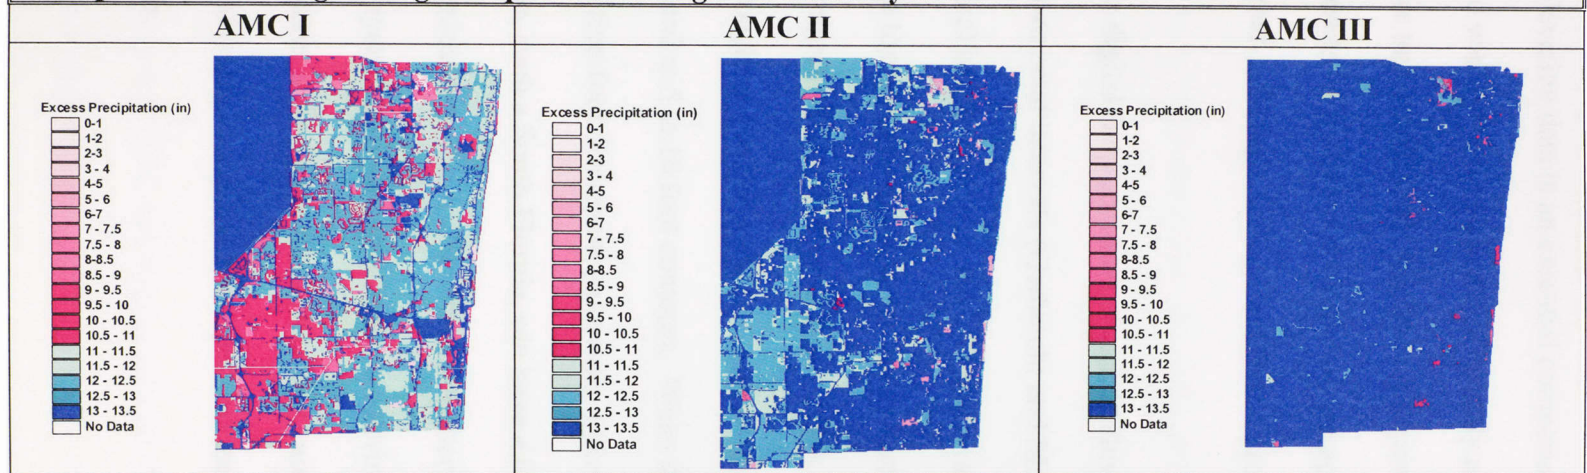 AMC I
AMC II
AMC III
Excess Precipitation (in)
0-1
1-2
2-3
3 - 4
4-5
5 - 6
6-7
7 - 7.5
7.5 - 8
8-8.5
8.5 - 9
9 - 9.5
9.5 - 10
10 - 10.5
10.5 - 11
11 - 11.5
11.5 - 12
12 - 12.5
12.5 - 13
13 - 13.5
No Data
Excess Precipitation (in)
0-1
1-2
2-3
3 - 4
4-5
5 - 6
6-7
7 - 7.5
7.5 - 8
8-8.5
8.5 - 9
9 - 9.5
9.5 - 10
10 - 10.5
10.5 - 11
11 - 11.5
11.5 - 12
12 - 12.5
12.5 - 13
13 - 13.5
No Data
Excess Precipitation (in)
0-1
1-2
2-3
3 - 4
4-5
5 - 6
6-7
7 - 7.5
7.5 - 8
8-8.5
8.5 - 9
9 - 9.5
9.5 - 10
10 - 10.5
10.5 - 11
11 - 11.5
11.5 - 12
12 - 12.5
12.5 - 13
13 - 13.5
No Data